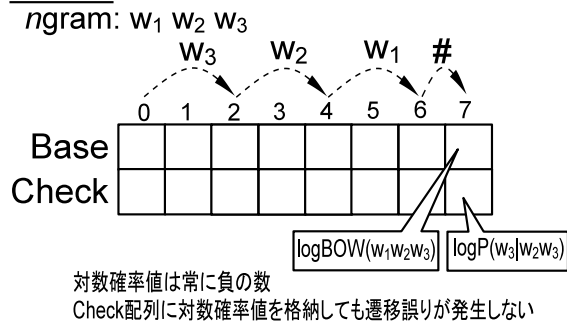 ngram: w₁ w₂ w₃
w₃ w₂ w₁ #
0 1 2 3 4 5 6 7
Base
Check
logBOW(w₁w₂w₃) logP(w₃|w₂w₃)
対数確率値は常に負の数
Check配列に対数確率値を格納しても遷移誤りが発生しない